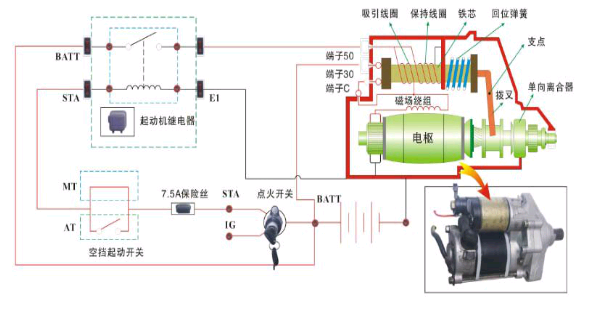 吸引线圈
保持线圈
铁芯
回位弹簧
支点
BATT
端子50
端子30
端子C
单向离合器
拨叉
STA
E1
磁场绕组
起动机继电器
电枢
MT
7.5A保险丝
STA
点火开关
BATT
AT
IG
空挡起动开关